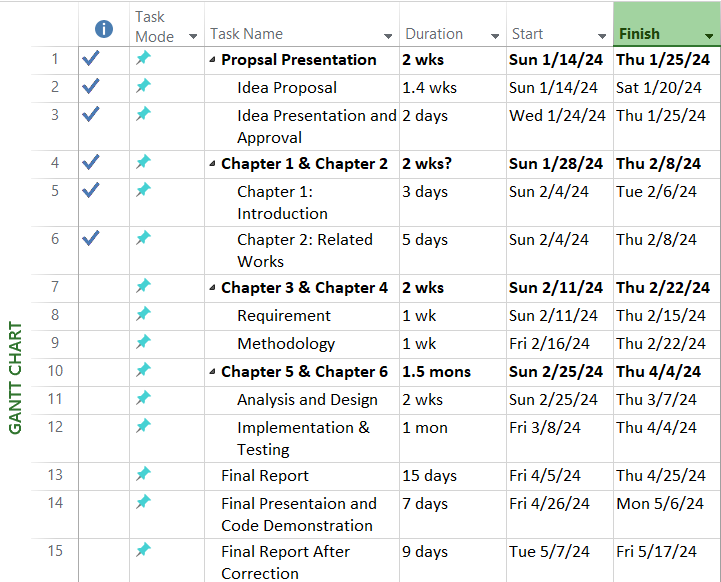 Task Mode Task Name Duration Start Finish
1 Propsal Presentation 2 wks Sun 1/14/24 Thu 1/25/24
2 Idea Proposal 1.4 wks Sun 1/14/24 Sat 1/20/24
3 Idea Presentation and 2 days Wed 1/24/24 Thu 1/25/24
Approval
4 Chapter 1 & Chapter 2 2 wks? Sun 1/28/24 Thu 2/8/24
5 Chapter 1: 3 days Sun 2/4/24 Tue 2/6/24
Introduction
6 Chapter 2: Related 5 days Sun 2/4/24 Thu 2/8/24
Works
7 Chapter 3 & Chapter 4 2 wks Sun 2/11/24 Thu 2/22/24
8 Requirement 1 wk Sun 2/11/24 Thu 2/15/24
9 Methodology 1 wk Fri 2/16/24 Thu 2/22/24
10 Chapter 5 & Chapter 6 1.5 mons Sun 2/25/24 Thu 4/4/24
11 Analysis and Design 2 wks Sun 2/25/24 Thu 3/7/24
12 Implementation & 1 mon Fri 3/8/24 Thu 4/4/24
Testing
13 Final Report 15 days Fri 4/5/24 Thu 4/25/24
14 Final Presentaion and 7 days Fri 4/26/24 Mon 5/6/24
Code Demonstration
15 Final Report After 9 days Tue 5/7/24 Fri 5/17/24
Correction
GANTT CHART